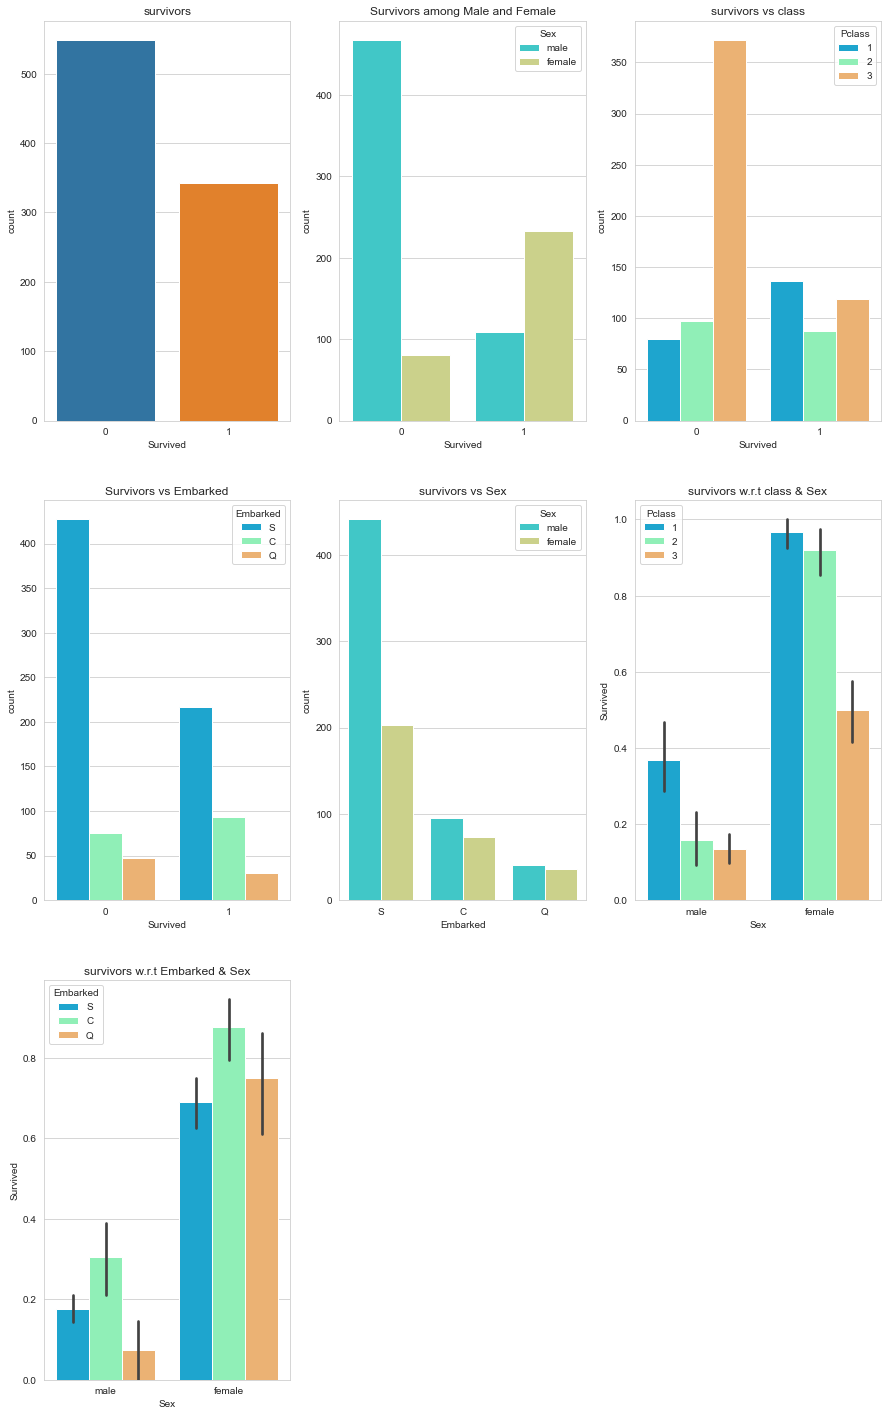 survivors
500
400
300
200
100
0
count
0 1
Survived
Survivors among Male and Female
Sex
male
female
400
300
200
100
0
count
0 1
Survived
survivors vs class
Pclass
1
2
3
350
300
250
200
150
100
50
0
count
0 1
Survived
Survivors vs Embarked
Embarked
S
C
Q
400
350
300
250
200
150
100
50
0
count
0 1
Survived
survivors vs Sex
Sex
male
female
400
300
200
100
0
count
S C Q
Embarked
survivors w.r.t class & Sex
Pclass
1
2
3
1.0
0.8
0.6
0.4
0.2
0.0
Survived
male female
Sex
survivors w.r.t Embarked & Sex
Embarked
S
C
Q
0.8
0.6
0.4
0.2
0.0
Survived
male female
Sex